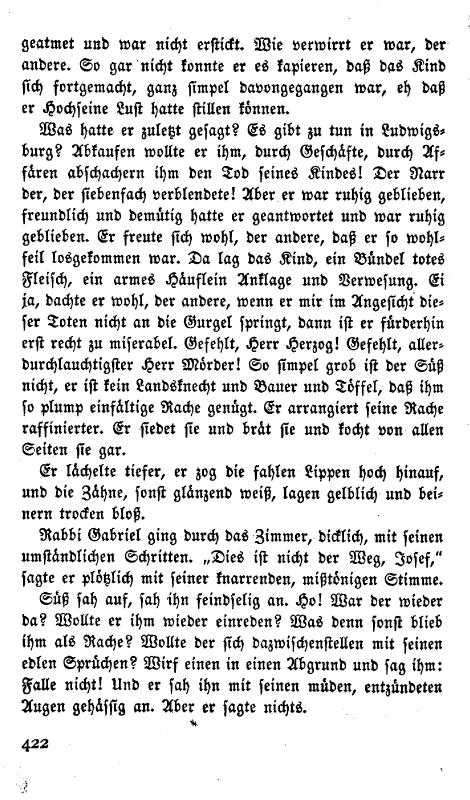 geatmet und war nicht erstickt. Wie verwirrt er war, der
andere. So gar nicht konnte er es kapieren, daß das Kind
sich fortgemacht, ganz simpel davongegangen war, eh daß
er Hochseine Lust hatte stillen können.
Was hatte er zuletzt gesagt? Es gibt zu tun in Ludwigs-
burg? Abkaufen wollte er ihm, durch Geschäfte, durch Af-
fären abschachern ihm den Tod seines Kindes! Der Narr
der, der siebenfach verblendete! Aber er war ruhig geblieben,
freundlich und demütig hatte er geantwortet und war ruhig
geblieben. Er freute sich wohl, der andere, daß er so wohl-
feil losgekommen war. Da lag das Kind, ein Bündel totes
Fleisch, ein armes Häuflein Anklage und Verwesung. Ei
ja, dachte er wohl, der andere, wenn er mir im Angesicht die-
ser Toten nicht an die Gurgel springt, dann ist er fürderhin
erst recht zu miserabel. Gefehlt, Herr Herzog! Gefehlt, aller-
durchlauchtigster Herr Mörder! So simpel grob ist der Süß
nicht, er ist kein Landsknecht und Bauer und Töffel, daß ihm
so plump einfältige Rache genügt. Er arrangiert seine Rache
raffinierter. Er siedet sie und brät sie und kocht von allen
Seiten sie gar.
Er lächelte tiefer, er zog die fahlen Lippen hoch hinauf,
und die Zähne, sonst glänzend weiß, lagen gelblich und bei-
nern trocken bloß.
Rabbi Gabriel ging durch das Zimmer, dicklich, mit seinen
umständlichen Schritten. „Dies ist nicht der Weg, Josef,“
sagte er plötzlich mit seiner knarrenden, mißtönigen Stimme.
Süß sah auf, sah ihn feindselig an. Ho! War der wieder
da? Wollte er ihm wieder einreden? Was denn sonst blieb
ihm als Rache? Wollte der sich dazwischenstellen mit seinen
edlen Sprüchen? Wirf einen in einen Abgrund und sag ihm:
Falle nicht! Und er sah ihn mit seinen müden, entzündeten
Augen gehässig an. Aber er sagte nichts.
422